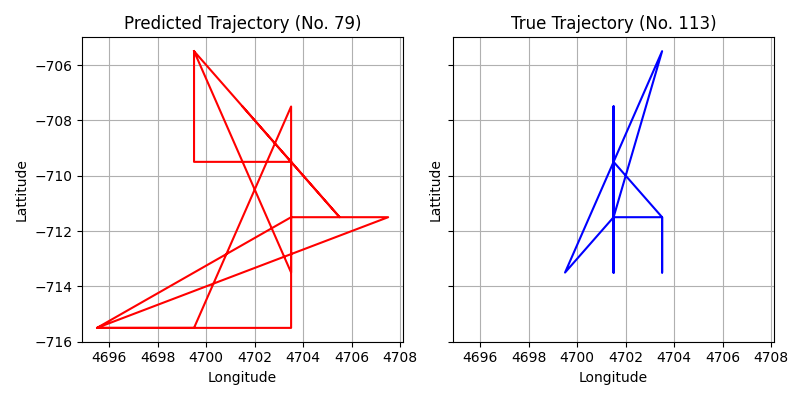 Predicted Trajectory (No. 79)
True Trajectory (No. 113)
Lattitude
−706
−708
−710
−712
−714
−716
4696 4698 4700 4702 4704 4706 4708
Longitude
Lattitude
4696 4698 4700 4702 4704 4706 4708
Longitude